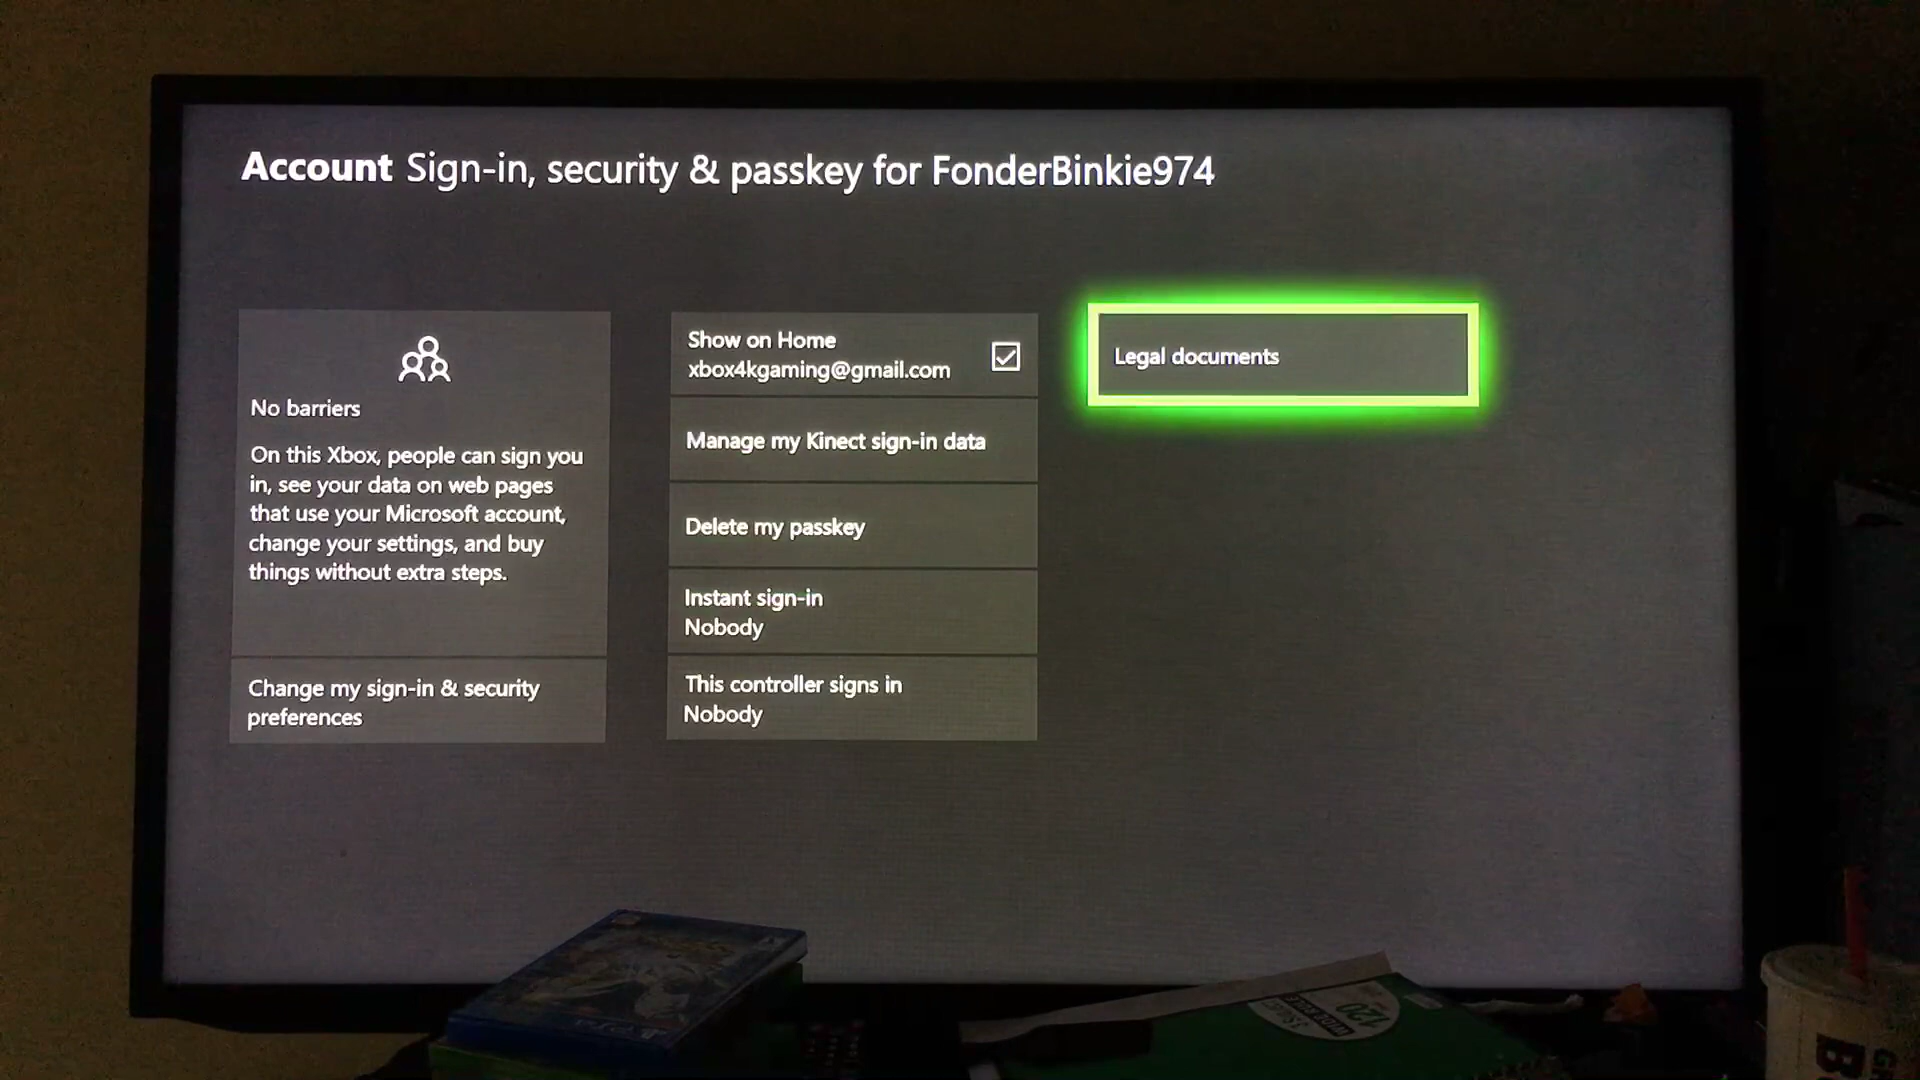 Account Sign-in, security & passkey for FonderBinkie974
No barriers
On this Xbox, people can sign you
in, see your data on web pages
that use your Microsoft account,
change your settings, and buy
things without extra steps.
Change my sign-in & security
preferences
Show on Home
xbox4kgaming@gmail.com
Manage my Kinect sign-in data
Delete my passkey
Instant sign-in
Nobody
This controller signs in
Nobody
Legal documents
WIDE RULE
120